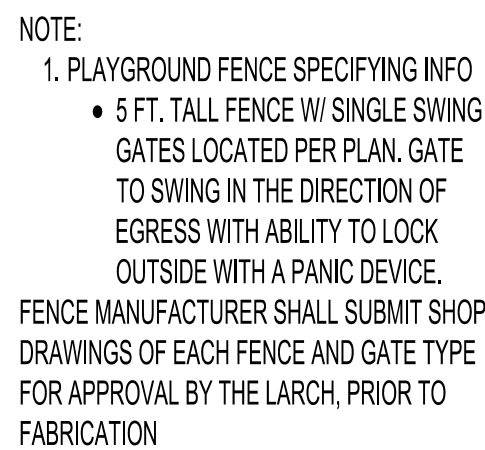 NOTE:
1. PLAYGROUND FENCE SPECIFYING INFO
• 5 FT. TALL FENCE W/ SINGLE SWING
GATES LOCATED PER PLAN. GATE
TO SWING IN THE DIRECTION OF
EGRESS WITH ABILITY TO LOCK
OUTSIDE WITH A PANIC DEVICE.
FENCE MANUFACTURER SHALL SUBMIT SHOP
DRAWINGS OF EACH FENCE AND GATE TYPE
FOR APPROVAL BY THE LARCH, PRIOR TO
FABRICATION